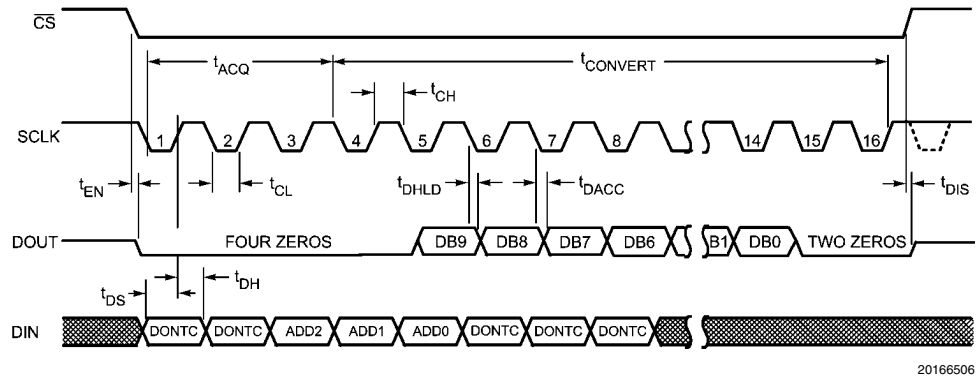 CS
tACQ
tCONVERT
tCH
SCLK
1 2 3 4 5 6 7 8 14 15 16
tEN
tCL
tDHLD
tDACC
tDIS
DOUT
FOUR ZEROS DB9 DB8 DB7 DB6 B1 DB0 TWO ZEROS
tDS
tDH
DIN
DONTC DONTC ADD2 ADD1 ADD0 DONTC DONTC DONTC
20166506